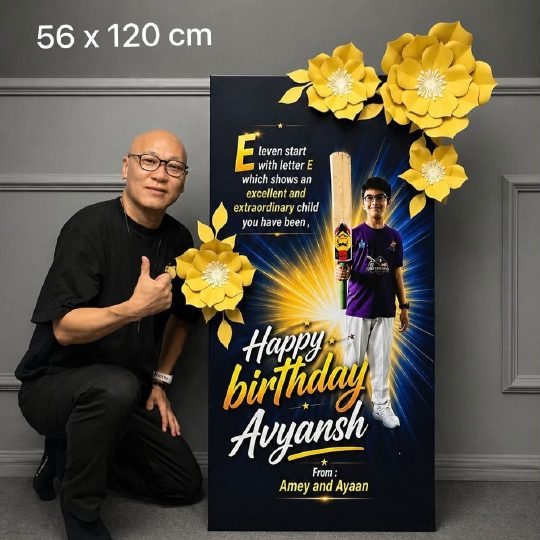 56 x 120 cm
Eleven start
with letter E
which shows an
excellent and
extraordinary child
you have been,
Happy
birthday
Avyansh
From :
Amey and Ayaan